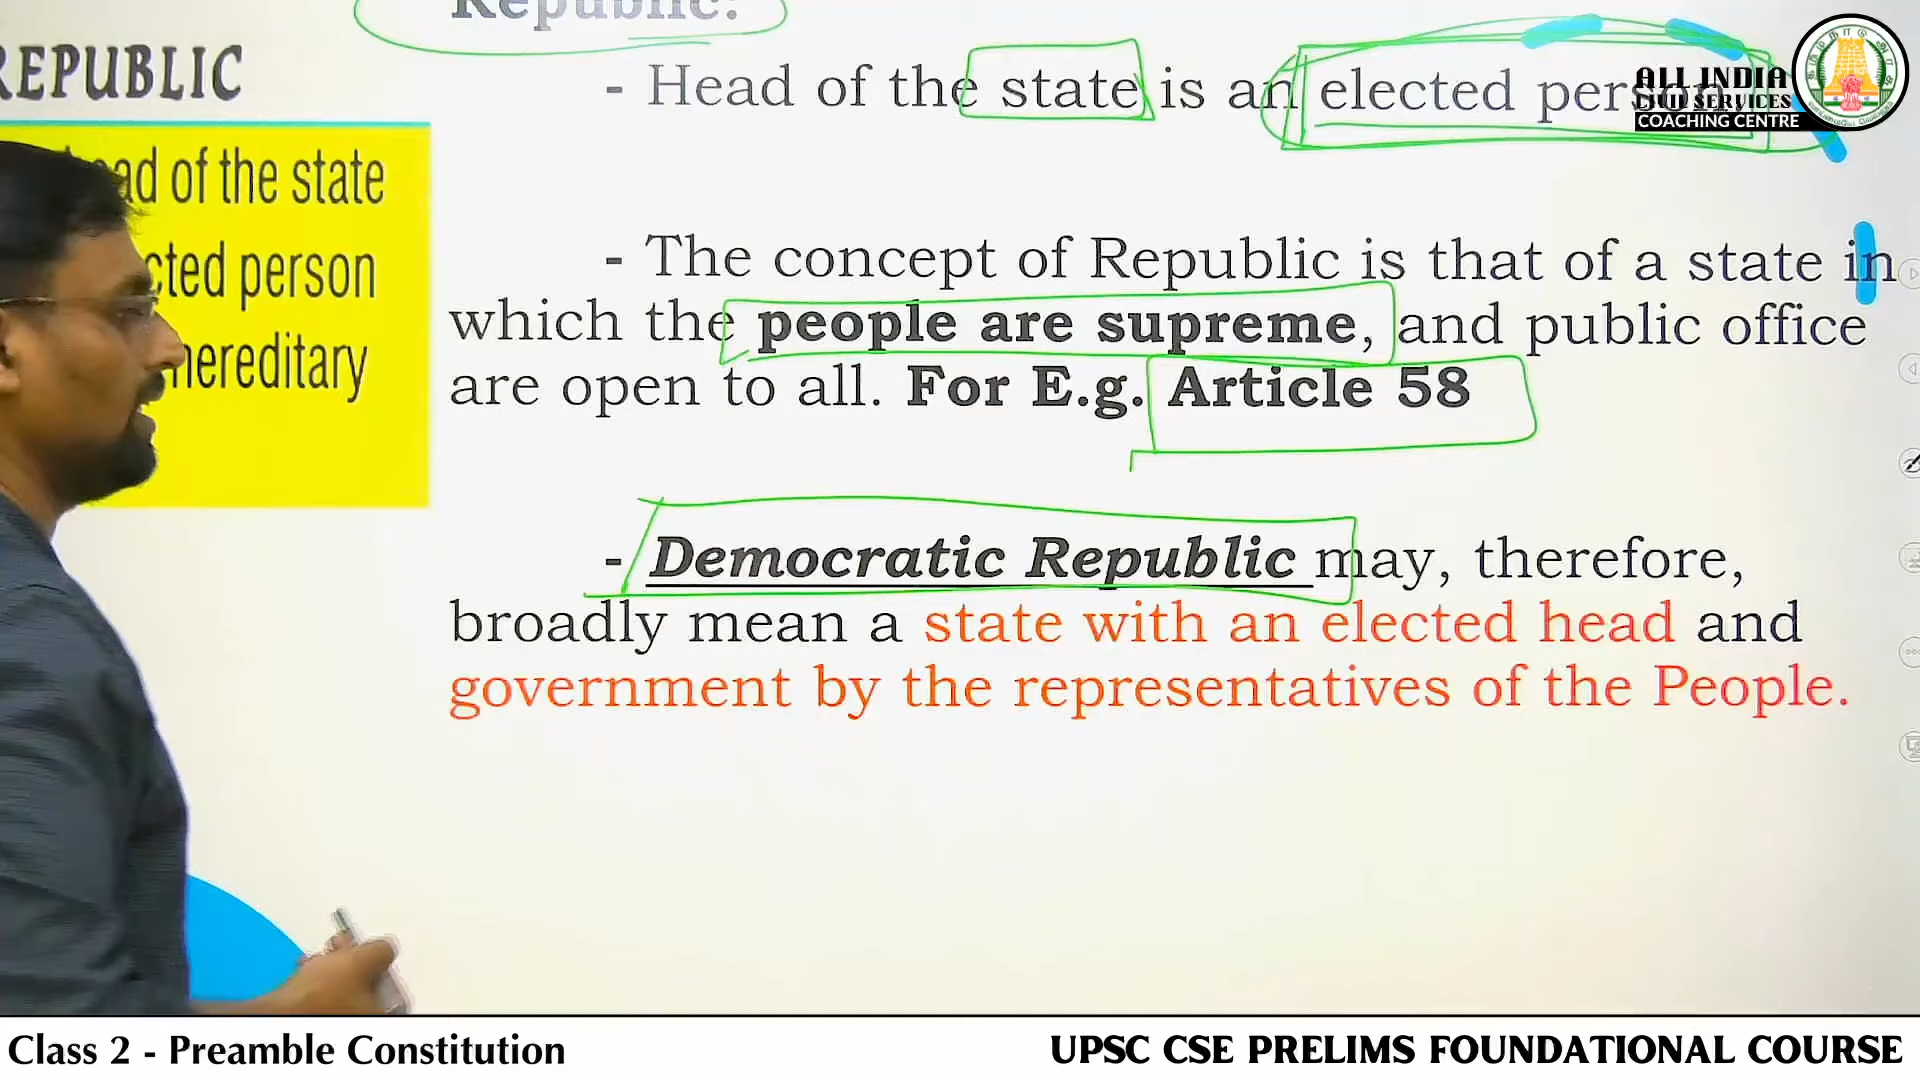 Republic:
REPUBLIC
- Head of the state is an elected person.
ALL INDIA
CIVIL SERVICES
COACHING CENTRE
head of the state
cted person
hereditary
- The concept of Republic is that of a state in
which the people are supreme, and public office
are open to all. For E.g. Article 58
- Democratic Republic may, therefore,
broadly mean a state with an elected head and
government by the representatives of the People.
Class 2 - Preamble Constitution
UPSC CSE PRELIMS FOUNDATIONAL COURSE